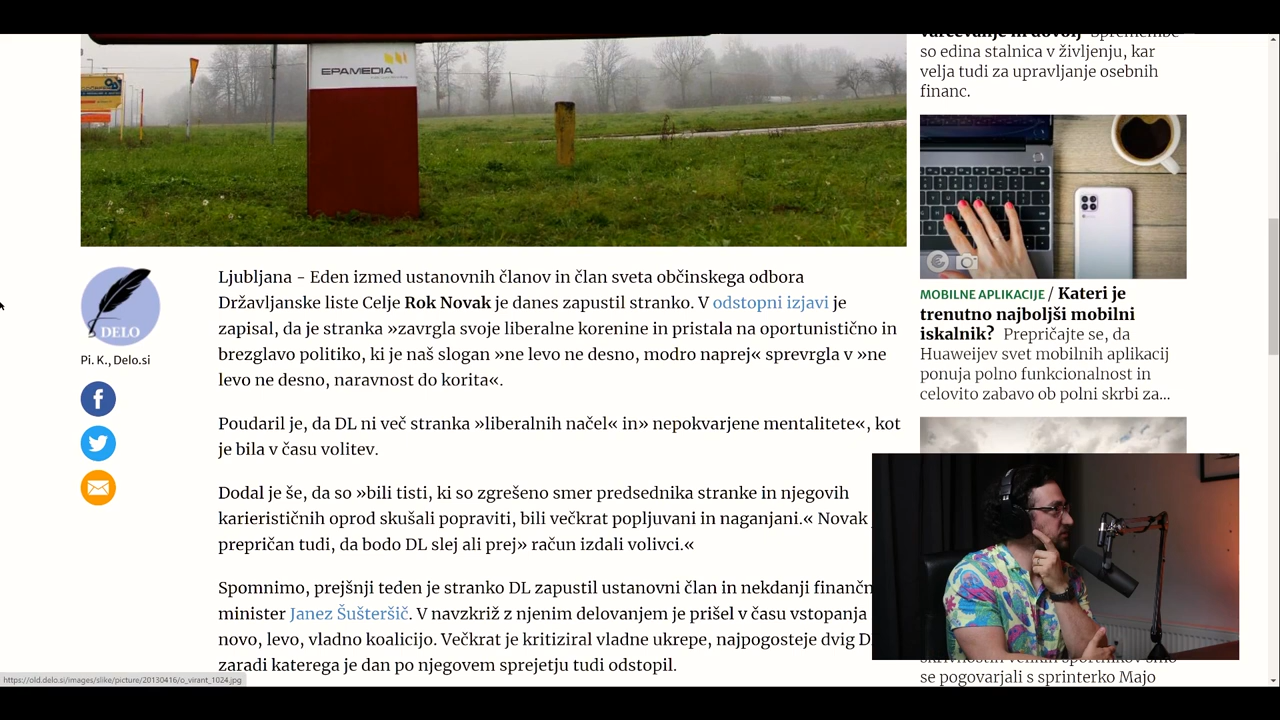 EPAMEDIA
varčevanje in dovolj
so edina stalnica v življenju, kar
velja tudi za upravljanje osebnih
financ.
DELO
Pi. K., Delo.si
Ljubljana - Eden izmed ustanovnih članov in član sveta občinskega odbora
Državljanske liste Celje Rok Novak je danes zapustil stranko. V odstopni izjavi je
zapisal, da je stranka »zavrgla svoje liberalne korenine in pristala na oportunistično in
brezglavo politiko, ki je naš slogan »ne levo ne desno, modro naprej« sprevrgla v »ne
levo ne desno, naravnost do korita«.
Poudaril je, da DL ni več stranka »liberalnih načel« in» nepokvarjene mentalitete«, kot
je bila v času volitev.
Dodal je še, da so »bili tisti, ki so zgrešeno smer predsednika stranke in njegovih
karierističnih oprod skušali popraviti, bili večkrat popljuvani in naganjani.« Novak
prepričan tudi, da bodo DL slej ali prej» račun izdali volivci.«
Spomnimo, prejšnji teden je stranko DL zapustil ustanovni član in nekdanji finančn
minister Janez Šušteršič. V navzkriž z njenim delovanjem je prišel v času vstopanja
novo, levo, vladno koalicijo. Večkrat je kritiziral vladne ukrepe, najpogosteje dvig D
zaradi katerega je dan po njegovem sprejetju tudi odstopil.
MOBILNE APLIKACIJE / Kateri je
trenutno najboljši mobilni
iskalnik? Prepričajte se, da
Huaweijev svet mobilnih aplikacij
ponuja polno funkcionalnost in
celovito zabavo ob polni skrbi za...
se pogovarjali s sprinterko Majo
https://old.delo.si/images/slike/picture/20130416/o_virant_1024.jpg